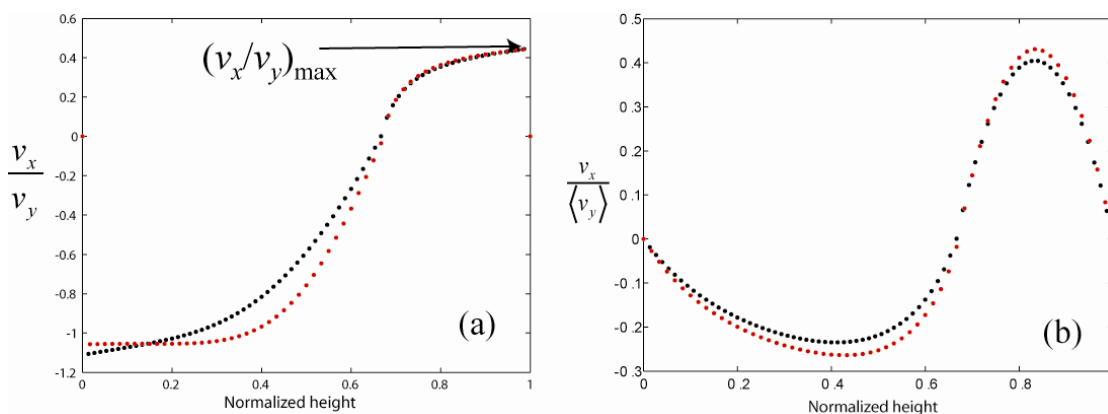 0.6
0.4
0.2
0
-0.2
-0.4
-0.6
-0.8
-1
-1.2
v_x
v_y
(v_x/v_y)_max
(a)
0 0.2 0.4 0.6 0.8 1
Normalized height
0 .5
0.4
0.3
0.2
0.1
0
-0.1
-0.2
-0.3
v_x
⟨v_y⟩
(b)
0 0 .2 0 .4 0.6 0 .8
Normalized height